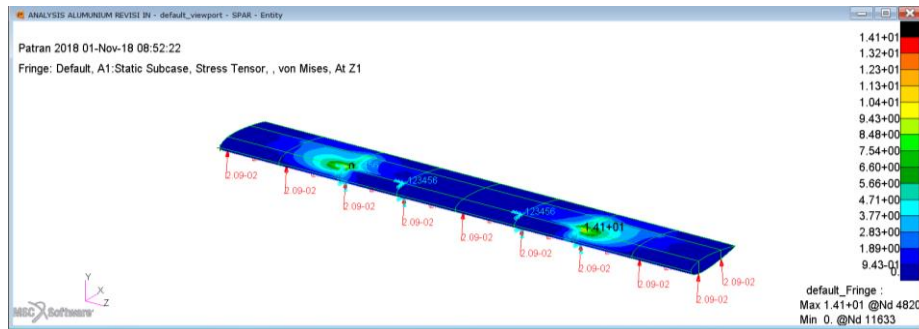 ANALYSIS ALUMUNIUM REVISI IN - default_viewport - SPAR - Entity
Patran 2018 01-Nov-18 08:52:22
Fringe: Default, A1:Static Subcase, Stress Tensor, , von Mises, At Z1
1.41+01
1.32+01
1.23+01
1.13+01
1.04+01
9.43+00
8.48+00
7.54+00
6.60+00
5.66+00
4.71+00
3.77+00
2.83+00
1.89+00
9.43-01
0.
123456
123456
1.41+01
2.09-02
2.09-02
2.09-02
2.09-02
2.09-02
2.09-02
2.09-02
2.09-02
2.09-02
Y
X
Z
MSC Software
default_Fringe :
Max 1.41+01 @Nd 4820
Min 0. @Nd 11633